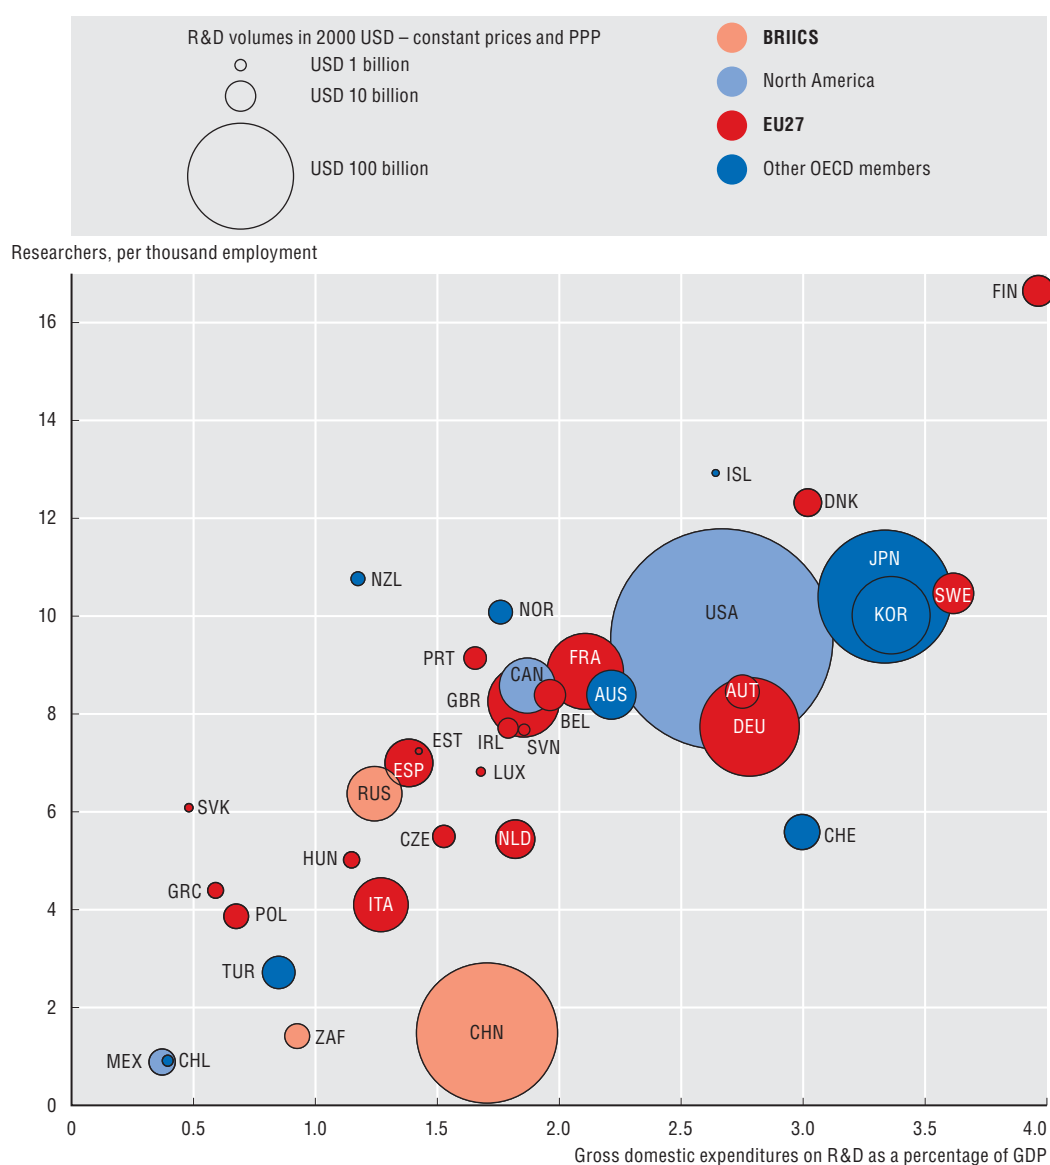 R&D volumes in 2000 USD – constant prices and PPP
USD 1 billion
USD 10 billion
USD 100 billion
BRIICS
North America
EU27
Other OECD members
Researchers, per thousand employment
FIN
16
14
ISL
DNK
12
JPN
NZL
SWE
NOR
USA
KOR
10
PRT
FRA
CAN
GBR
AUS
AUT
BEL
DEU
8
EST
IRL
SVN
ESP
LUX
RUS
SVK
6
CZE
NLD
CHE
HUN
GRC
ITA
POL
4
TUR
2
ZAF
CHN
MEX
CHL
0
0 0.5 1.0 1.5 2.0 2.5 3.0 3.5 4.0
Gross domestic expenditures on R&D as a percentage of GDP